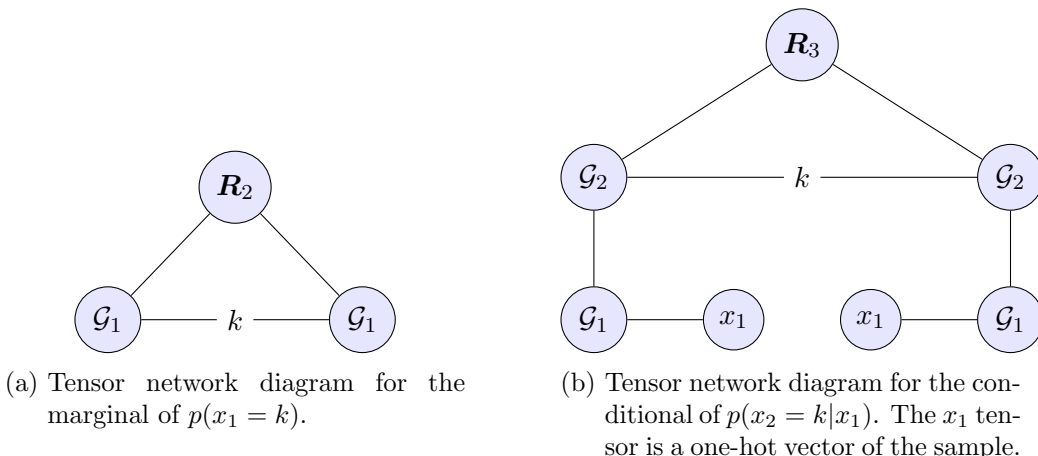 R₃
R₂
𝒢₂ k 𝒢₂
𝒢₁ k 𝒢₁
𝒢₁ x₁ x₁ 𝒢₁
(a) Tensor network diagram for the
marginal of p(x₁ = k).
(b) Tensor network diagram for the con-
ditional of p(x₂ = k|x₁). The x₁ ten-
sor is a one-hot vector of the sample.